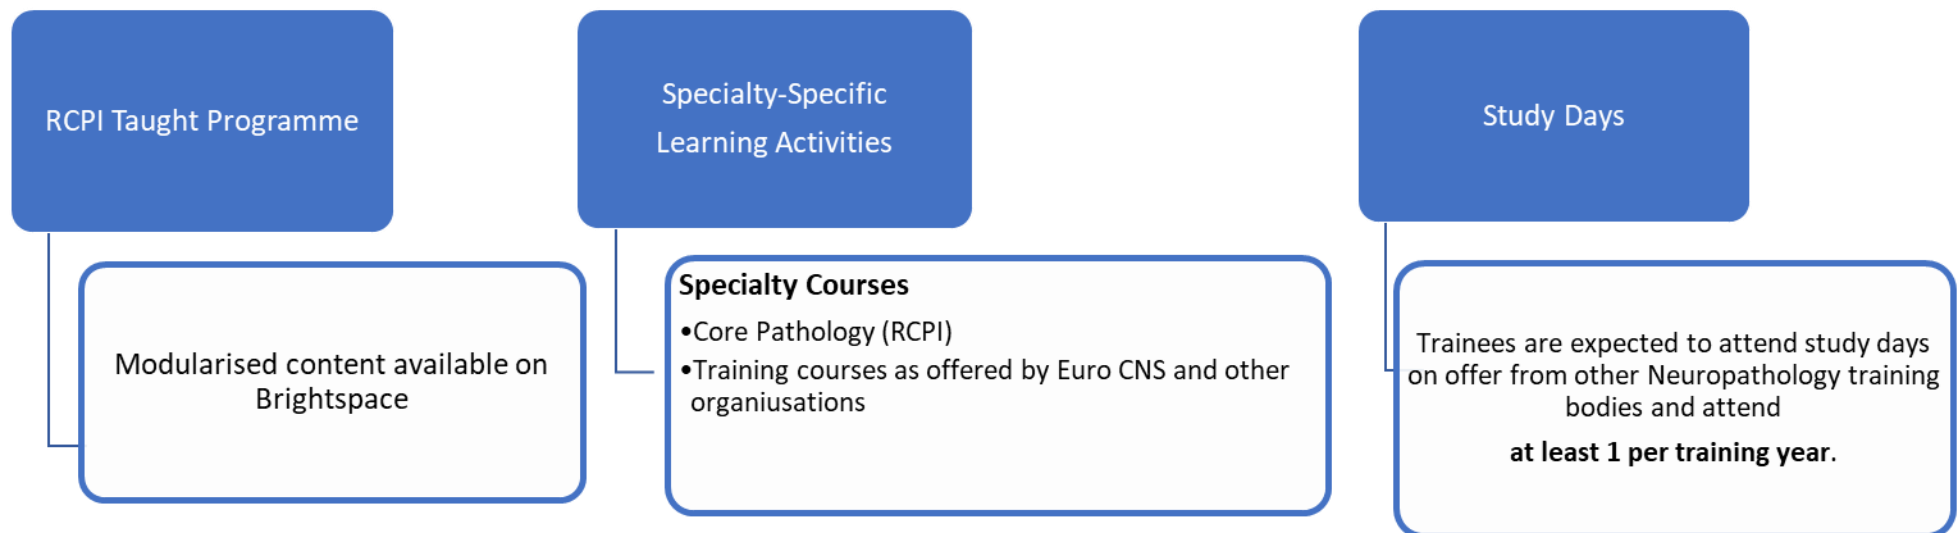 RCPI Taught Programme
Modularised content available on
Brightspace
Specialty-Specific
Learning Activities
Specialty Courses
•Core Pathology (RCPI)
•Training courses as offered by Euro CNS and other
organiusations
Study Days
Trainees are expected to attend study days
on offer from other Neuropathology training
bodies and attend
at least 1 per training year.